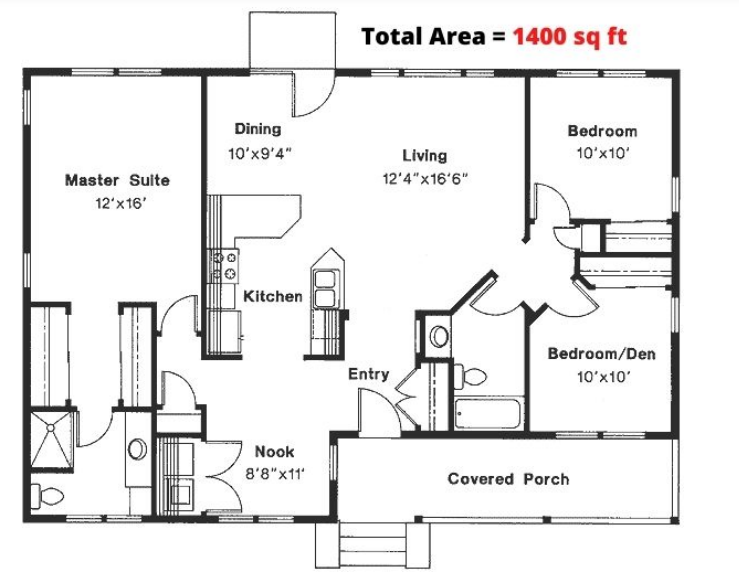 Total Area = 1400 sq ft
Dining
10'x9'4"
Bedroom
10'x10'
Living
12'4"x16'6"
Master Suite
12'x16'
Kitchen
Bedroom/Den
10'x10'
Entry
Nook
8'8"x11'
Covered Porch